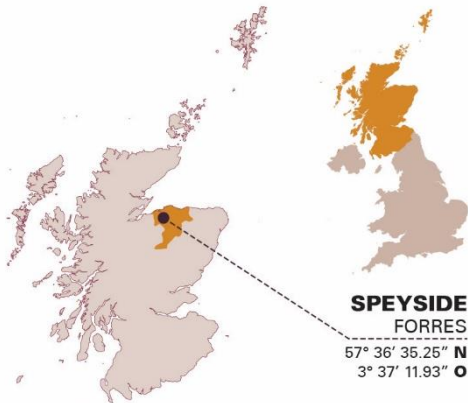 SPEYSIDE
FORRES
57° 36′ 35.25″ N
3° 37′ 11.93″ O